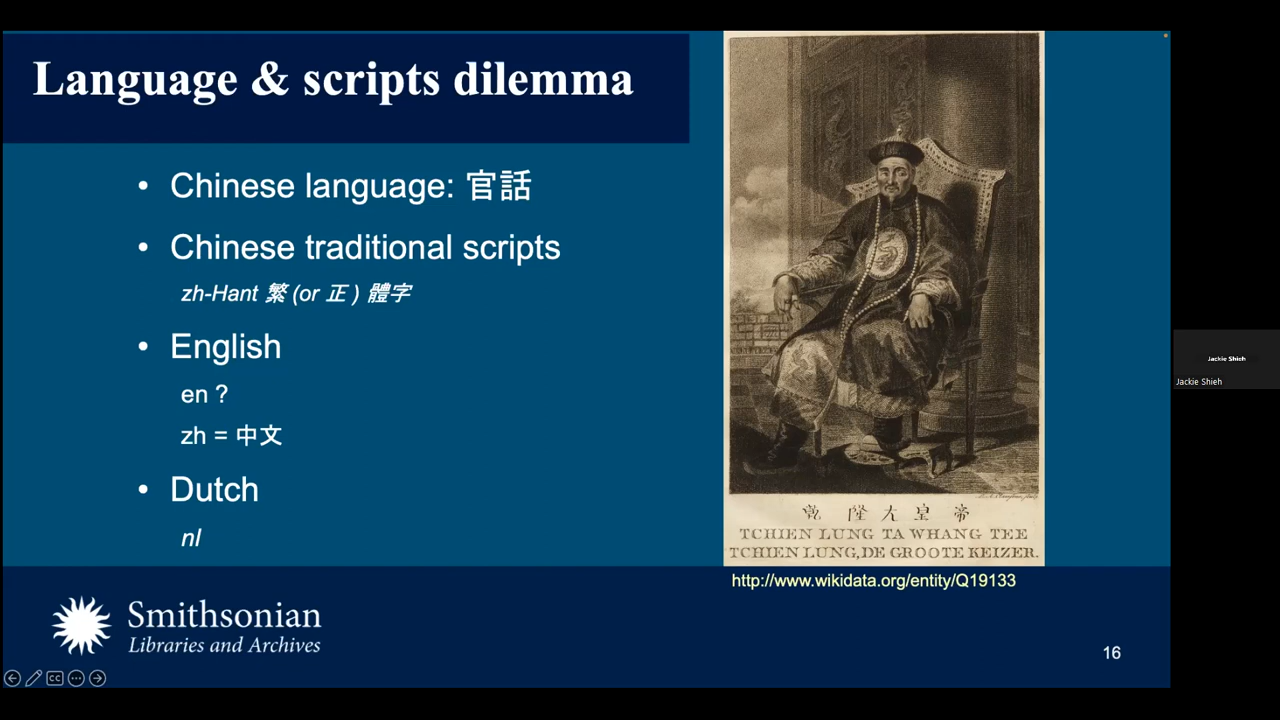 Language & scripts dilemma
• Chinese language: 官話
• Chinese traditional scripts
zh-Hant 繁 (or 正 ) 體字
• English
en ?
zh = 中文
• Dutch
nl
乾 隆 大 皇 帝
TCHIEN LUNG TA WHANG TEE
TCHIEN LUNG, DE GROOTE KEIZER.
http://www.wikidata.org/entity/Q19133
Smithsonian
Libraries and Archives
16
CC
Jackie Shieh
Jackie Shieh